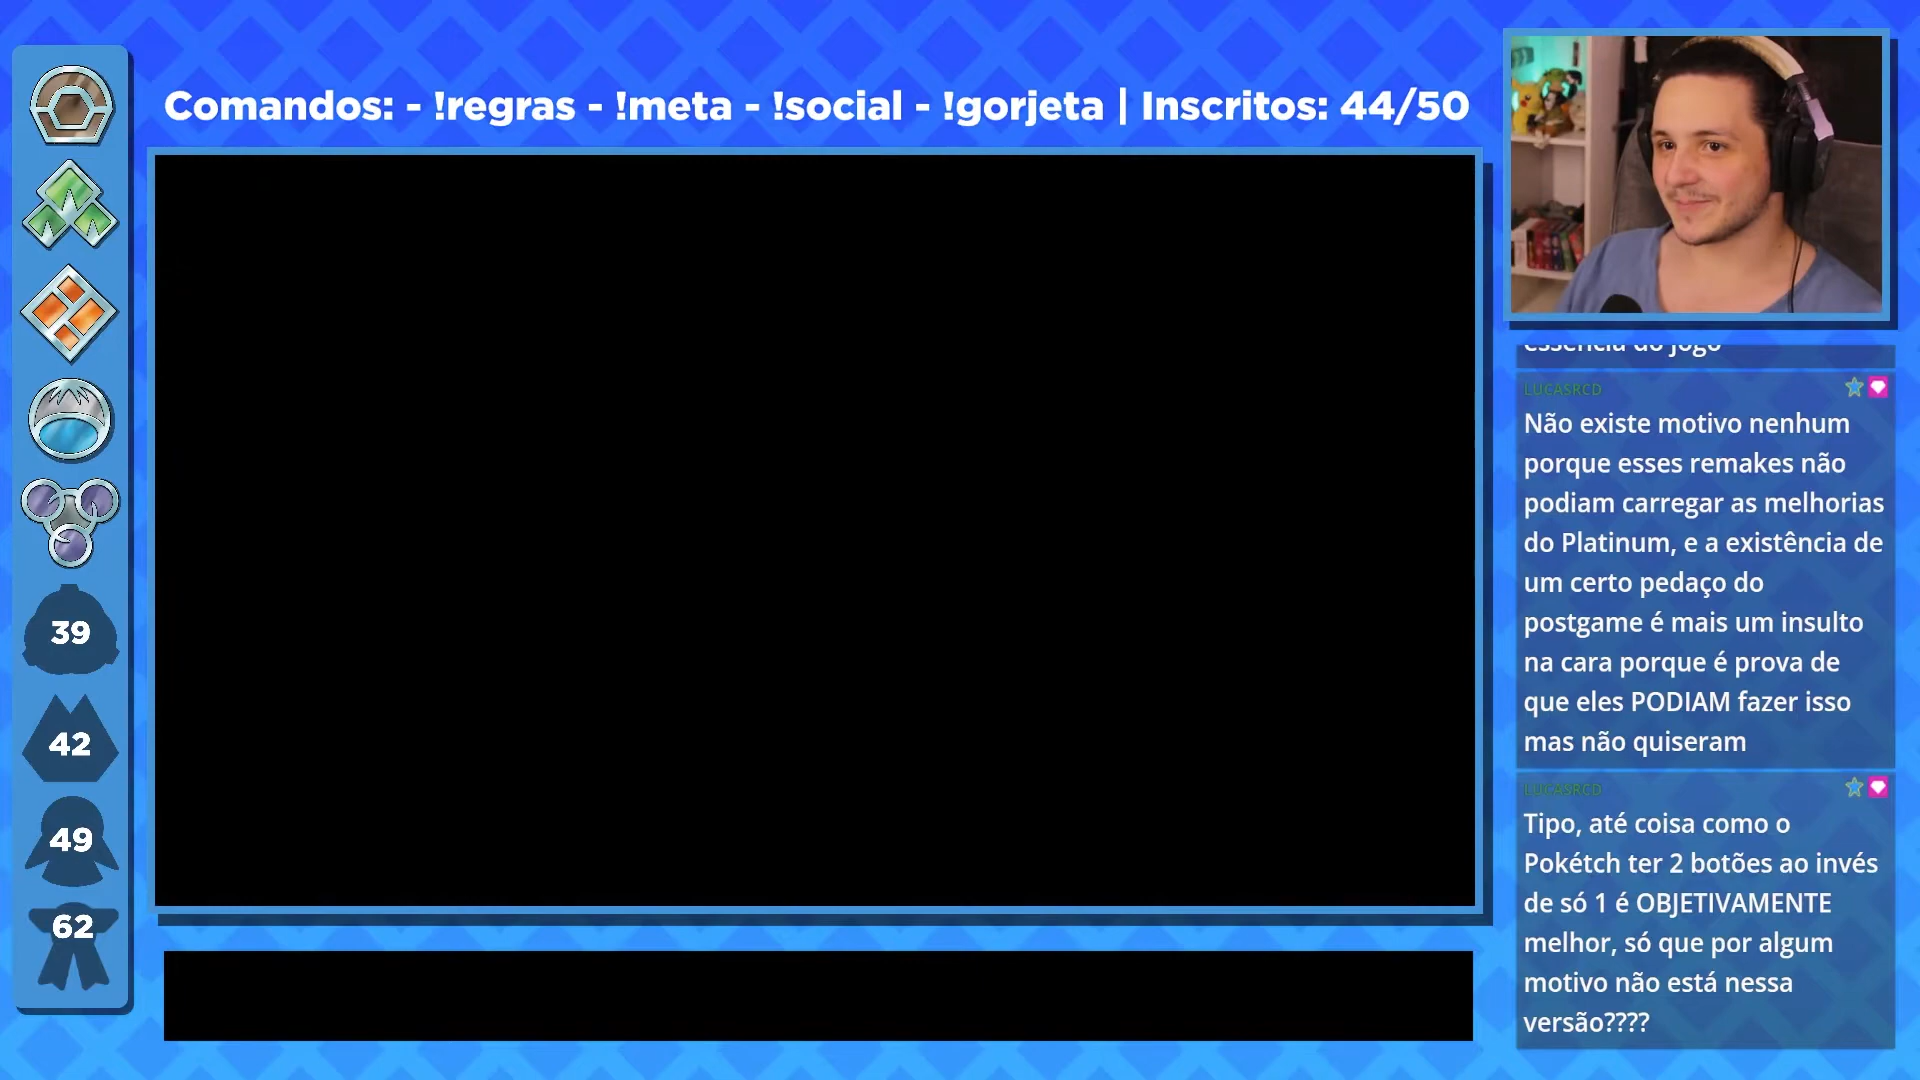 Comandos: - !regras - !meta - !social - !gorjeta | Inscritos: 44/50
39
42
49
62
essência do jogo
LUCASRCD
Não existe motivo nenhum
porque esses remakes não
podiam carregar as melhorias
do Platinum, e a existência de
um certo pedaço do
postgame é mais um insulto
na cara porque é prova de
que eles PODIAM fazer isso
mas não quiseram
LUCASRCD
Tipo, até coisa como o
Pokétch ter 2 botões ao invés
de só 1 é OBJETIVAMENTE
melhor, só que por algum
motivo não está nessa
versão????